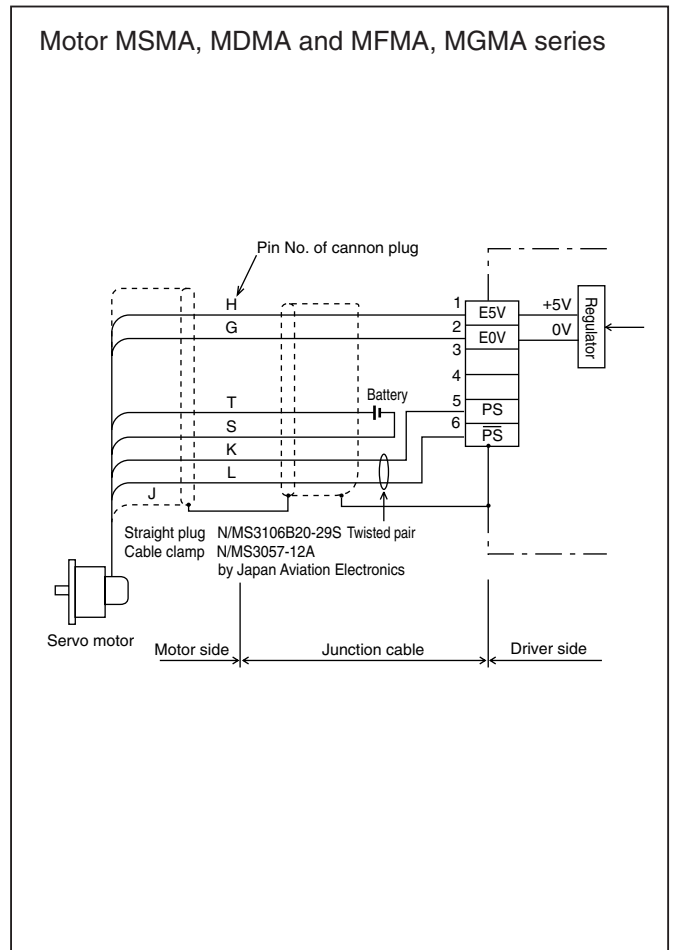 Motor MSMA, MDMA and MFMA, MGMA series
Pin No. of cannon plug
H
G
T
S
K
L
J
Battery
1
2
3
4
5
6
E5V
E0V
PS
P̅S̅
+5V
0V
Regulator
Straight plug N/MS3106B20-29S Twisted pair
Cable clamp N/MS3057-12A
by Japan Aviation Electronics
Servo motor
Motor side
Junction cable
Driver side